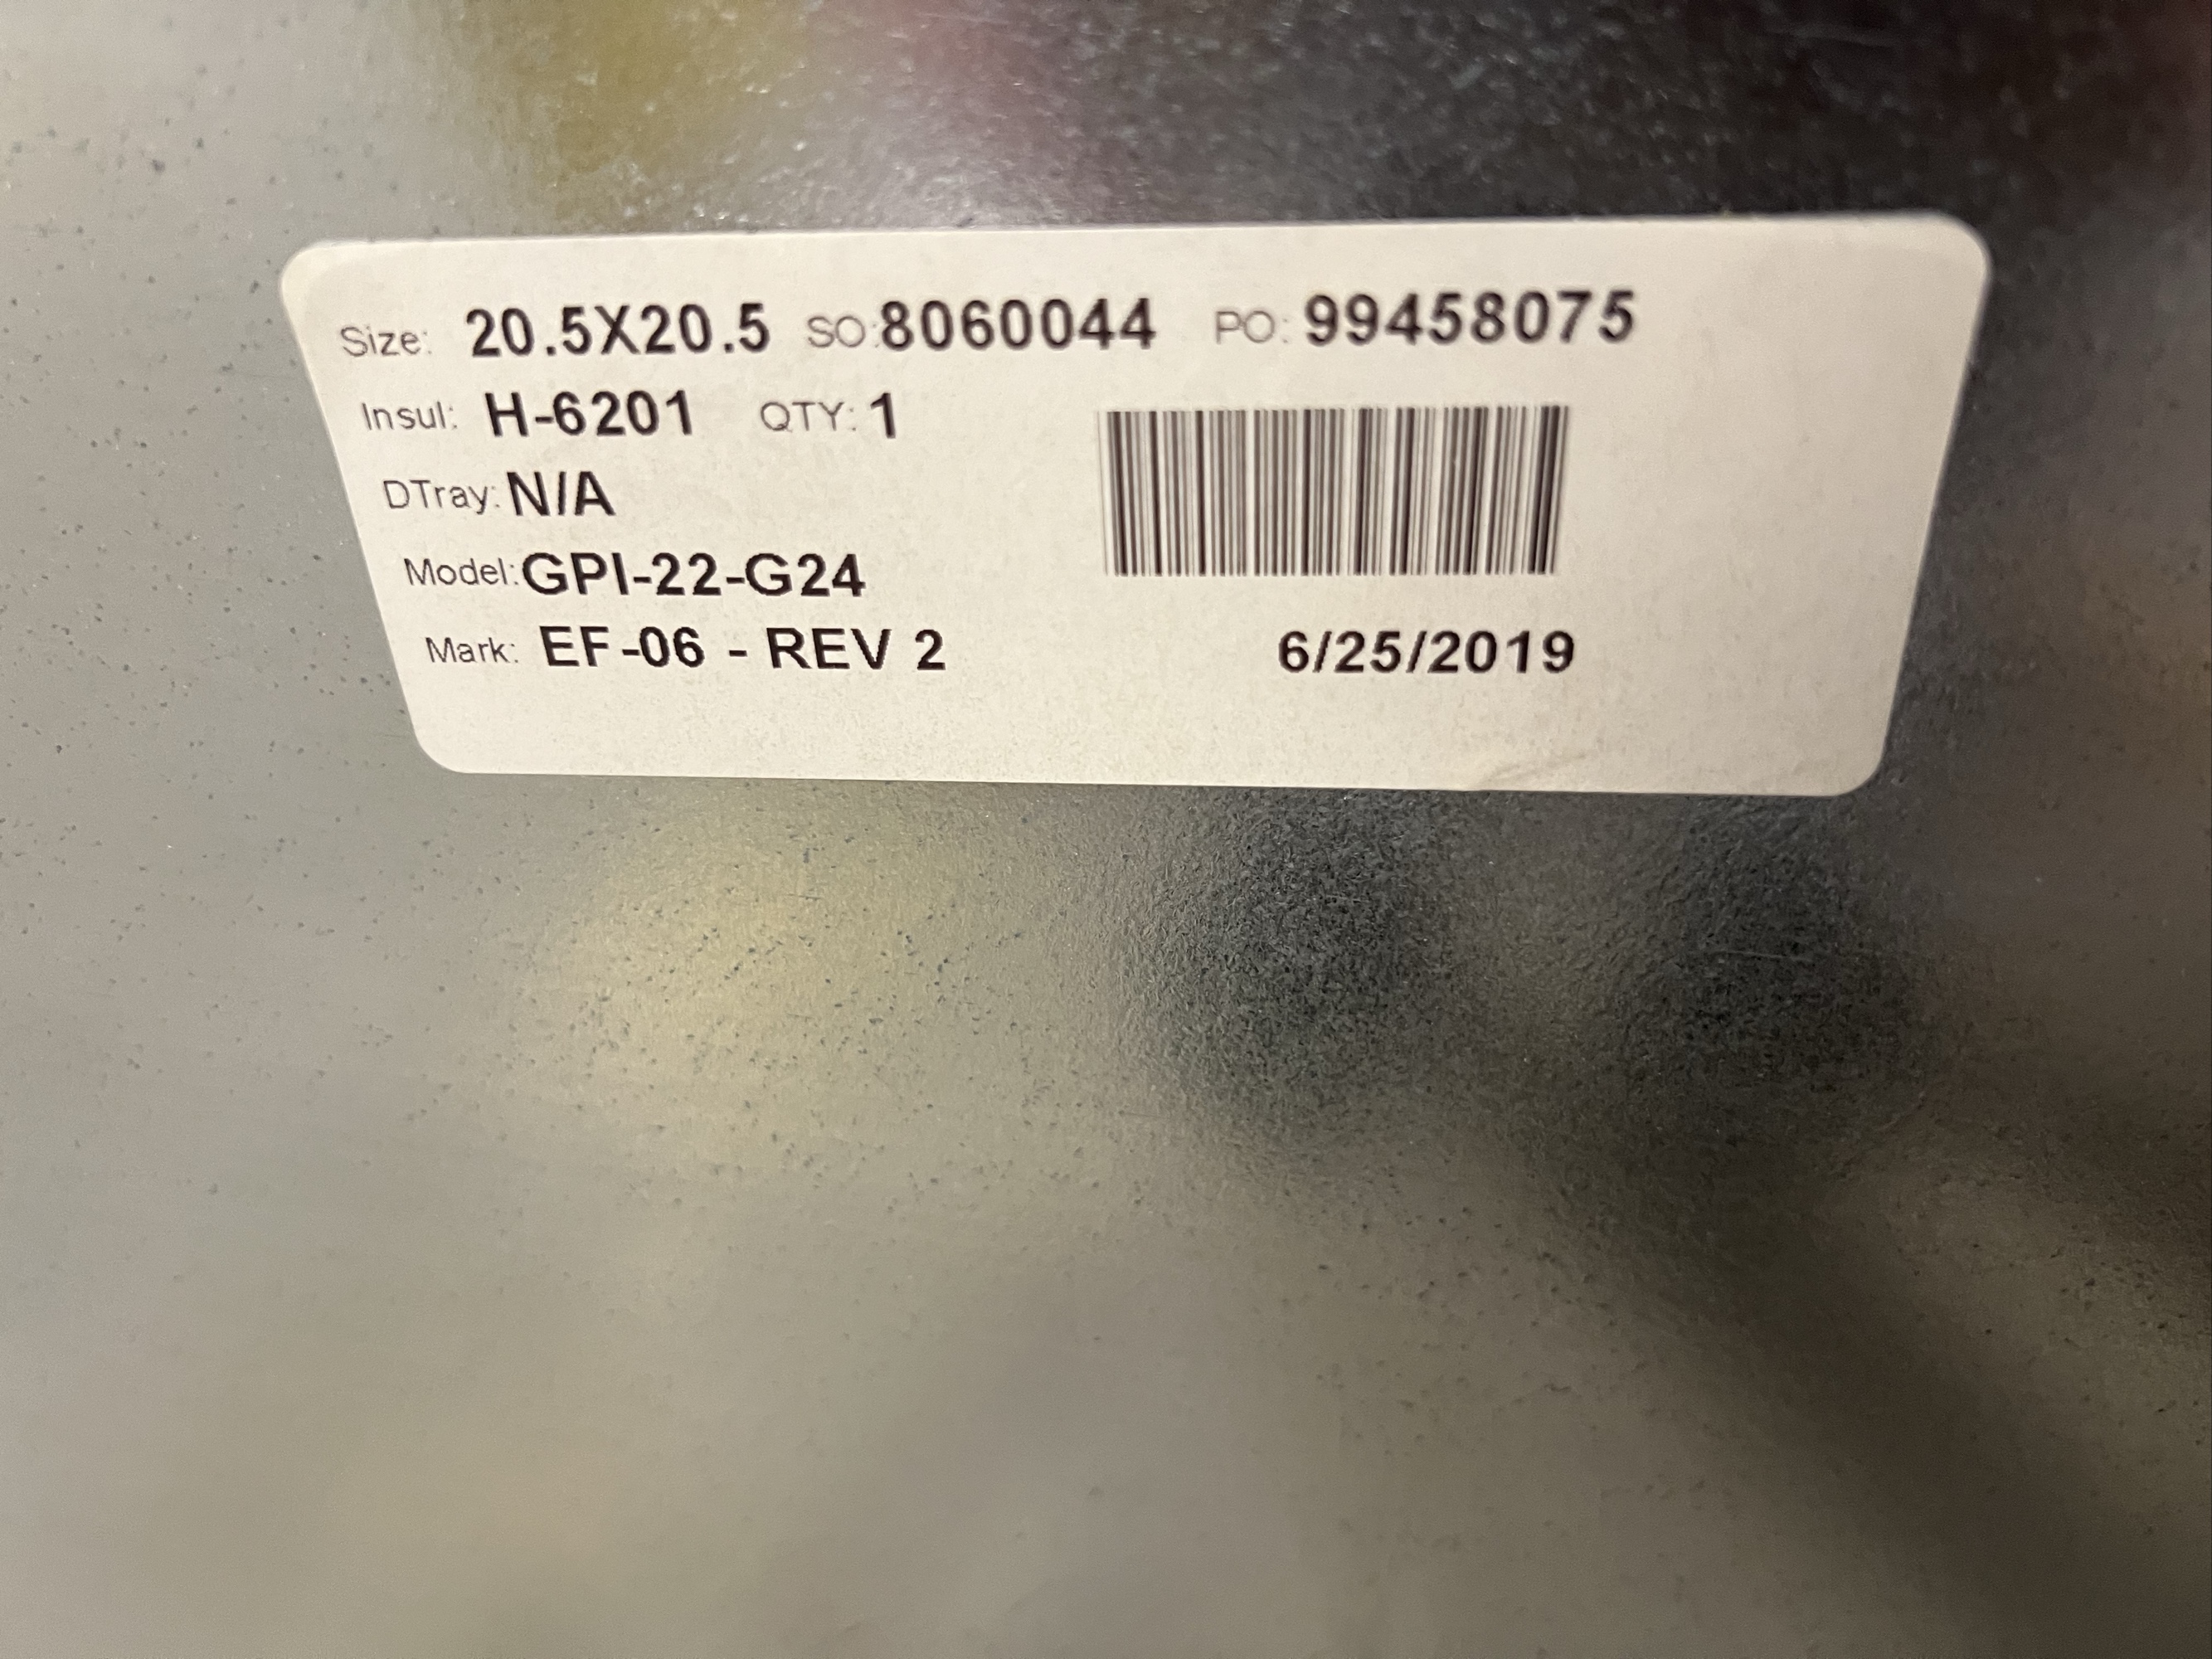 Size: 20.5X20.5 SO:8060044 PO: 99458075
Insul: H-6201 QTY: 1
DTray: N/A
Model: GPI-22-G24
Mark: EF-06 - REV 2 6/25/2019